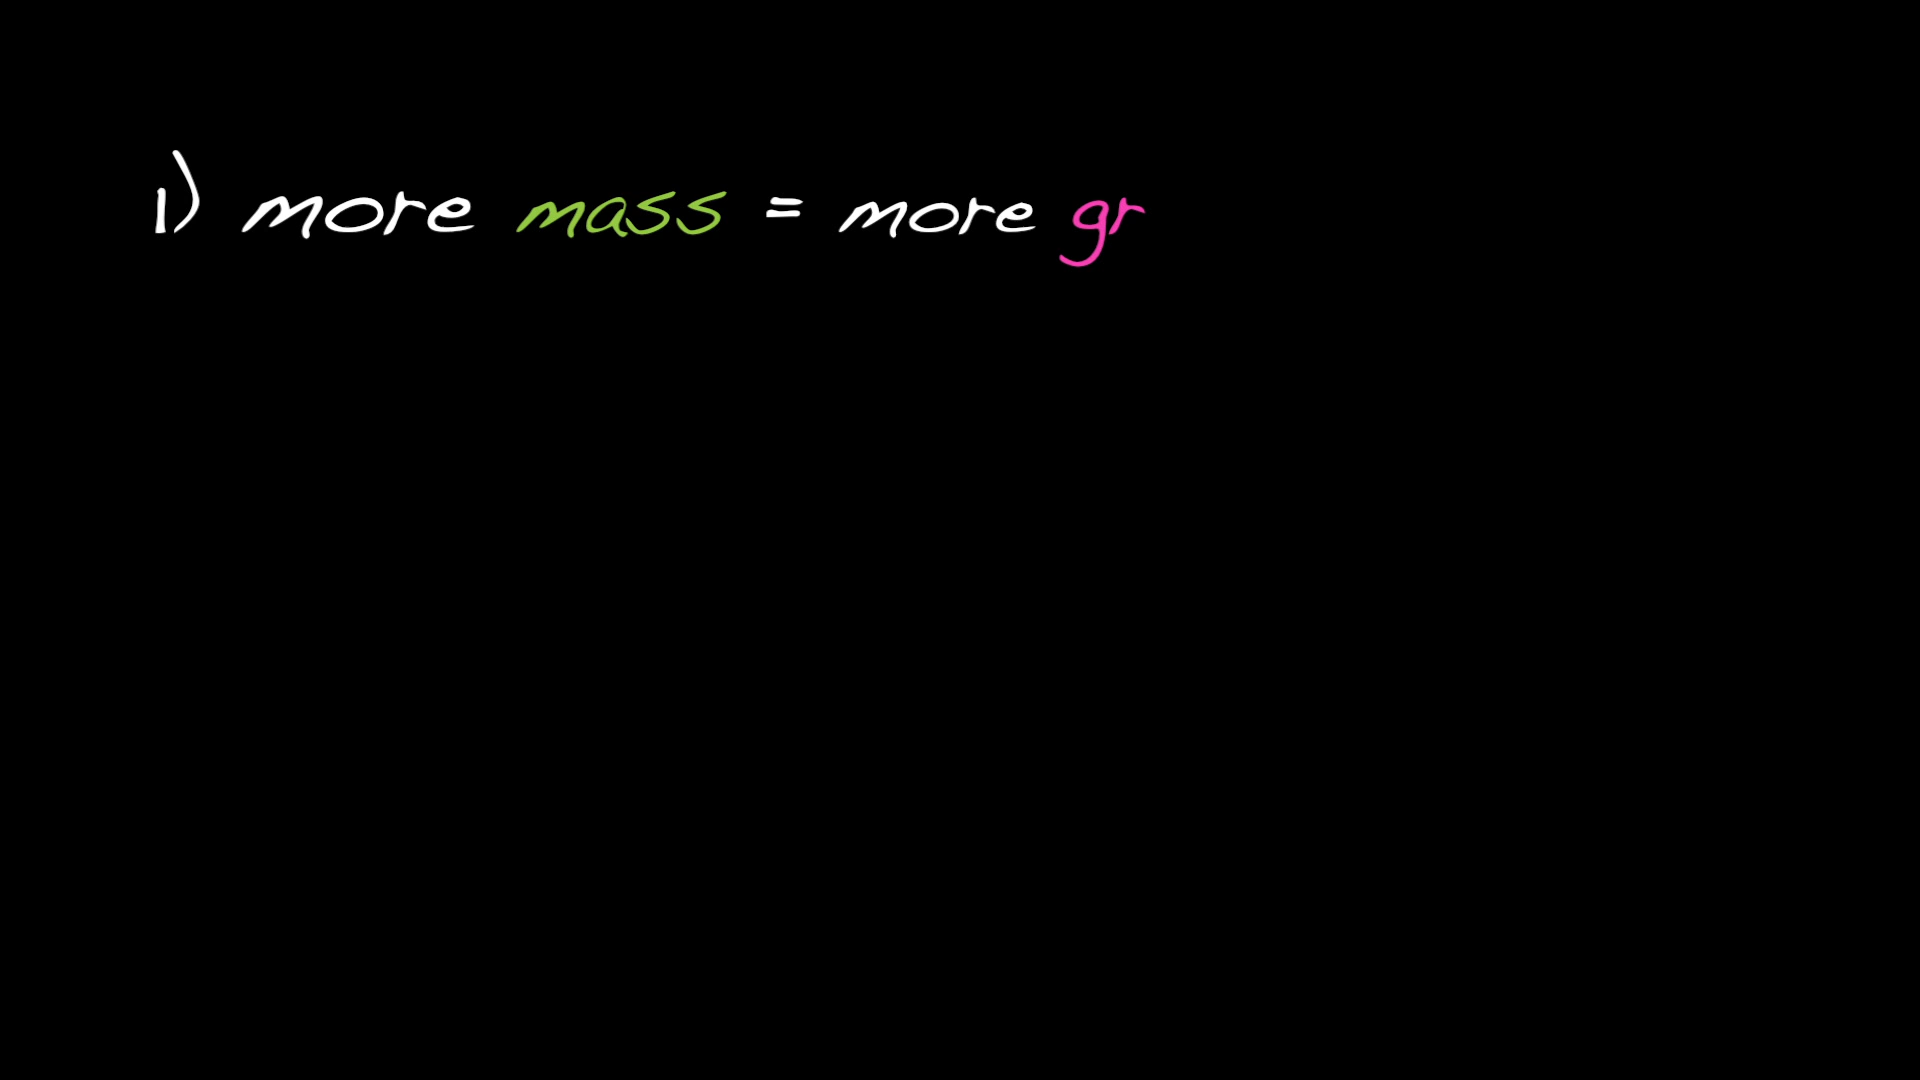 1) more mass = more gr